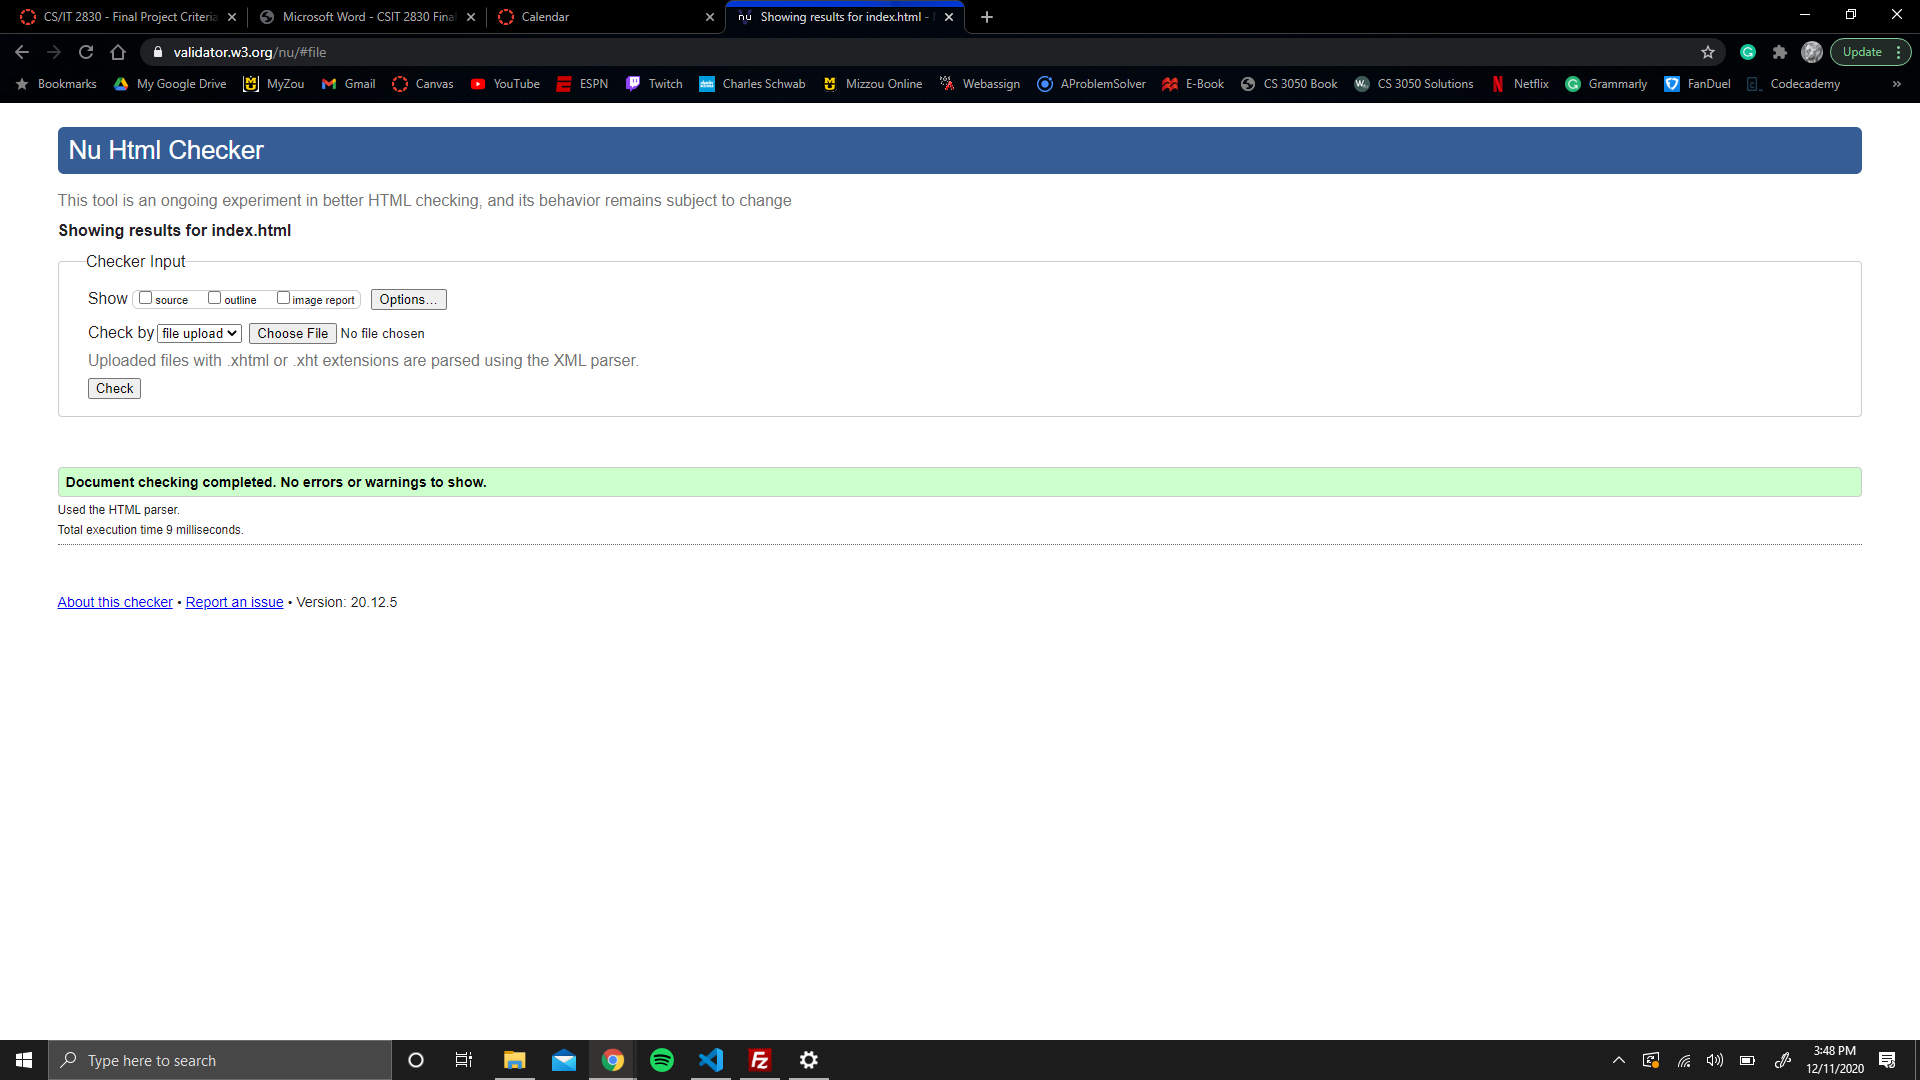 CS/IT 2830 - Final Project Criteria
Microsoft Word - CSIT 2830 Final
Calendar
Showing results for index.html -
validator.w3.org/nu/#file
Update
Bookmarks My Google Drive MyZou Gmail Canvas YouTube ESPN Twitch Charles Schwab Mizzou Online Webassign AProblemSolver E-Book CS 3050 Book CS 3050 Solutions Netflix Grammarly FanDuel Codecademy »
Nu Html Checker
This tool is an ongoing experiment in better HTML checking, and its behavior remains subject to change
Showing results for index.html
Checker Input
Show source outline image report Options...
Check by file upload Choose File No file chosen
Uploaded files with .xhtml or .xht extensions are parsed using the XML parser.
Check
Document checking completed. No errors or warnings to show.
Used the HTML parser.
Total execution time 9 milliseconds.
About this checker • Report an issue • Version: 20.12.5
Type here to search
3:48 PM
12/11/2020